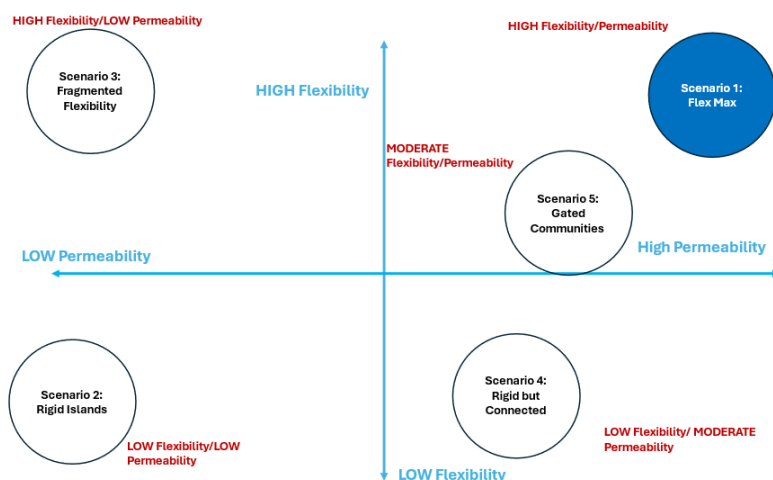 HIGH Flexibility/LOW Permeability
HIGH Flexibility/Permeability
Scenario 3:
Fragmented
Flexibility
HIGH Flexibility
Scenario 1:
Flex Max
MODERATE
Flexibility/Permeability
Scenario 5:
Gated
Communities
LOW Permeability
High Permeability
Scenario 2:
Rigid Islands
Scenario 4:
Rigid but
Connected
LOW Flexibility/LOW
Permeability
LOW Flexibility/ MODERATE
Permeability
LOW Flexibility